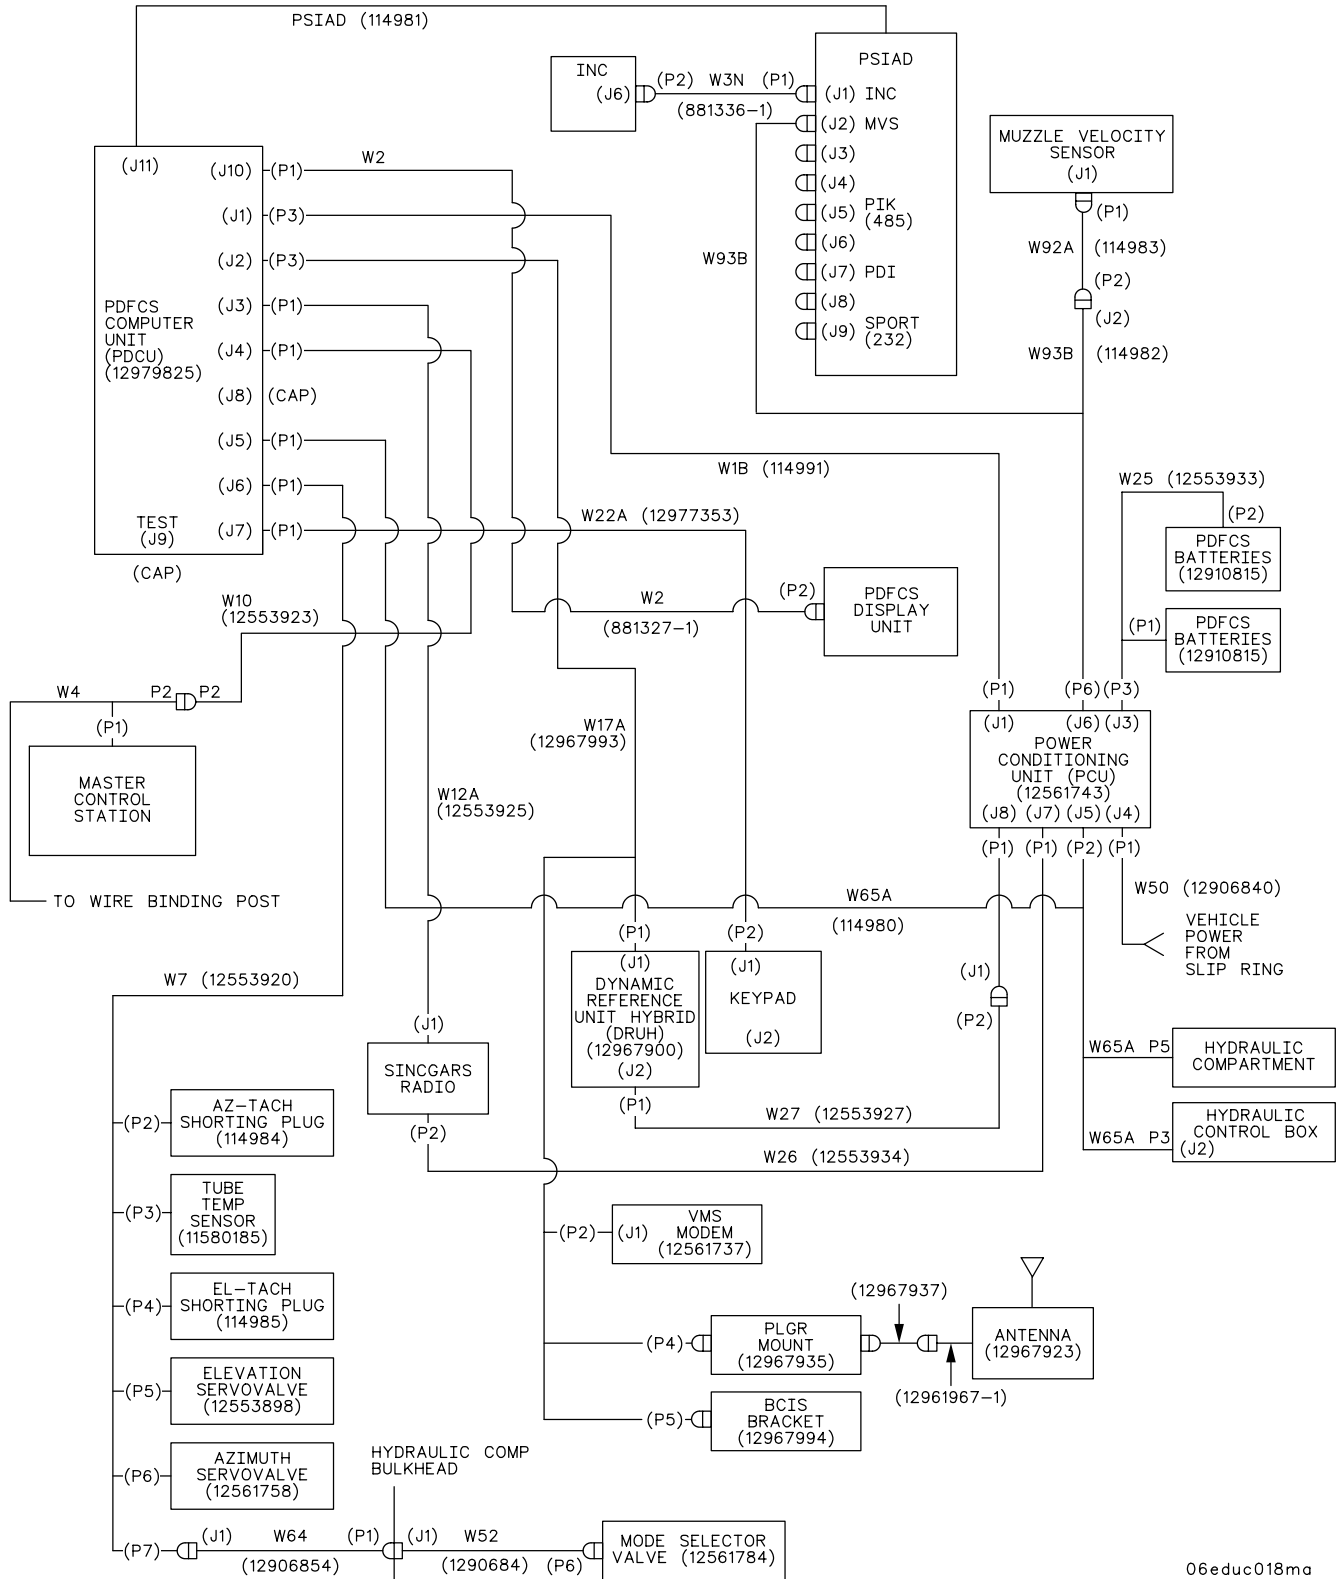 PSIAD (114981)
INC
(J6)
(P2) W3N (P1)
(881336-1)
PSIAD
(J1) INC
(J2) MVS
(J3)
(J4)
(J5) PIK
(485)
(J6)
(J7) PDI
(J8)
(J9) SPORT
(232)
W93B
MUZZLE VELOCITY
SENSOR
(J1)
(P1)
W92A (114983)
(P2)
(J2)
W93B (114982)
(J11)
(J10) (P1)
W2
(J1) (P3)
(J2) (P3)
(J3) (P1)
(J4) (P1)
(J8) (CAP)
(J5) (P1)
(J6) (P1)
(J7) (P1)
PDFCS
COMPUTER
UNIT
(PDCU)
(12979825)
TEST
(J9)
(CAP)
W1B (114991)
W22A (12977353)
W25 (12553933)
(P2)
PDFCS
BATTERIES
(12910815)
(P1)
PDFCS
BATTERIES
(12910815)
W10
(12553923)
W2
(881327-1)
(P2)
PDFCS
DISPLAY
UNIT
W4
P2 P2
(P1)
MASTER
CONTROL
STATION
TO WIRE BINDING POST
W17A
(12967993)
W12A
(12553925)
(P1) (P6) (P3)
(J1) (J6) (J3)
POWER
CONDITIONING
UNIT (PCU)
(12561743)
(J8) (J7) (J5) (J4)
(P1) (P1) (P2) (P1)
W50 (12906840)
VEHICLE
POWER
FROM
SLIP RING
W65A
(114980)
(P1) (P2)
(J1)
DYNAMIC
REFERENCE
UNIT HYBRID
(DRUH)
(12967900)
(J2)
(P1)
(J1)
KEYPAD
(J2)
(J1)
(P2)
W7 (12553920)
(J1)
SINCGARS
RADIO
(P2)
W27 (12553927)
W26 (12553934)
W65A P5
HYDRAULIC
COMPARTMENT
W65A P3
HYDRAULIC
CONTROL BOX
(J2)
(P2)
AZ-TACH
SHORTING PLUG
(114984)
(P3)
TUBE
TEMP
SENSOR
(11580185)
(P4)
EL-TACH
SHORTING PLUG
(114985)
(P5)
ELEVATION
SERVOVALVE
(12553898)
(P6)
AZIMUTH
SERVOVALVE
(12561758)
(P2) (J1)
VMS
MODEM
(12561737)
(P4)
PLGR
MOUNT
(12967935)
(12967937)
(12961967-1)
ANTENNA
(12967923)
(P5)
BCIS
BRACKET
(12967994)
HYDRAULIC COMP
BULKHEAD
(P7) (J1) W64 (P1) (J1) W52
(12906854) (1290684) (P6)
MODE SELECTOR
VALVE (12561784)
06educ018ma